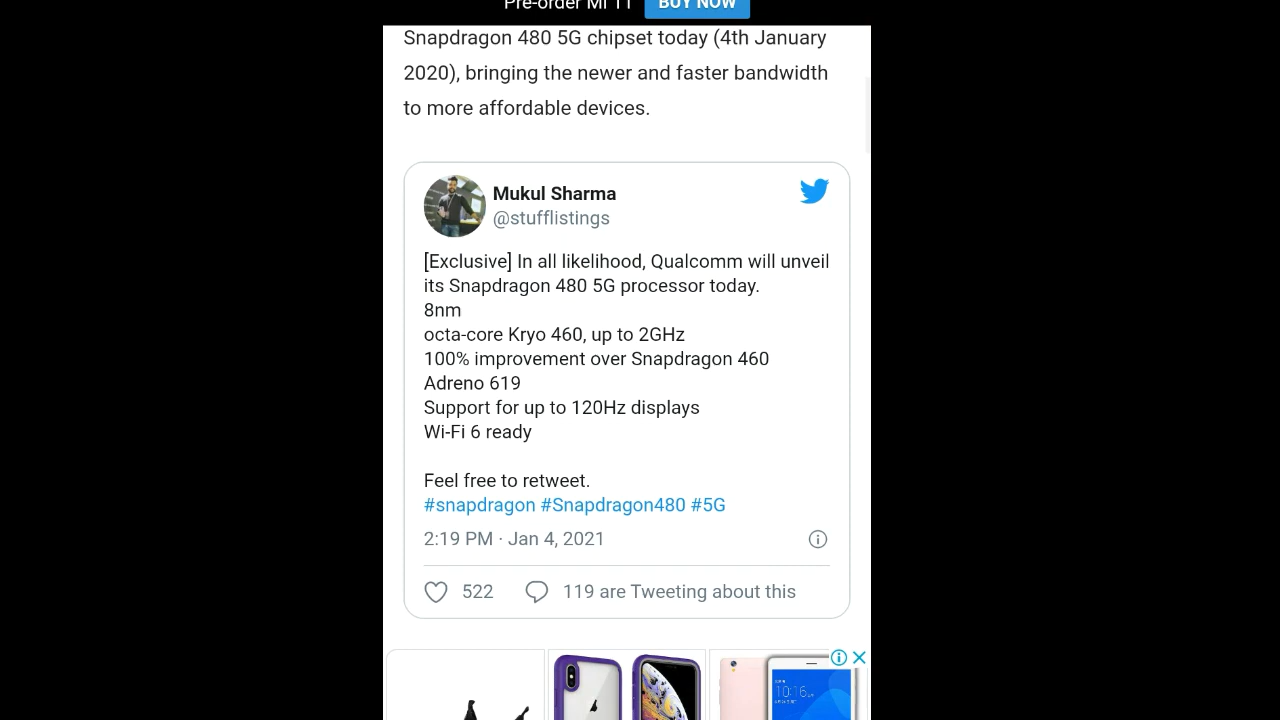 Pre-order Mi 11 BUY NOW
Snapdragon 480 5G chipset today (4th January
2020), bringing the newer and faster bandwidth
to more affordable devices.
Mukul Sharma
@stufflistings
[Exclusive] In all likelihood, Qualcomm will unveil
its Snapdragon 480 5G processor today.
8nm
octa-core Kryo 460, up to 2GHz
100% improvement over Snapdragon 460
Adreno 619
Support for up to 120Hz displays
Wi-Fi 6 ready
Feel free to retweet.
#snapdragon #Snapdragon480 #5G
2:19 PM · Jan 4, 2021
522 119 are Tweeting about this
10:16